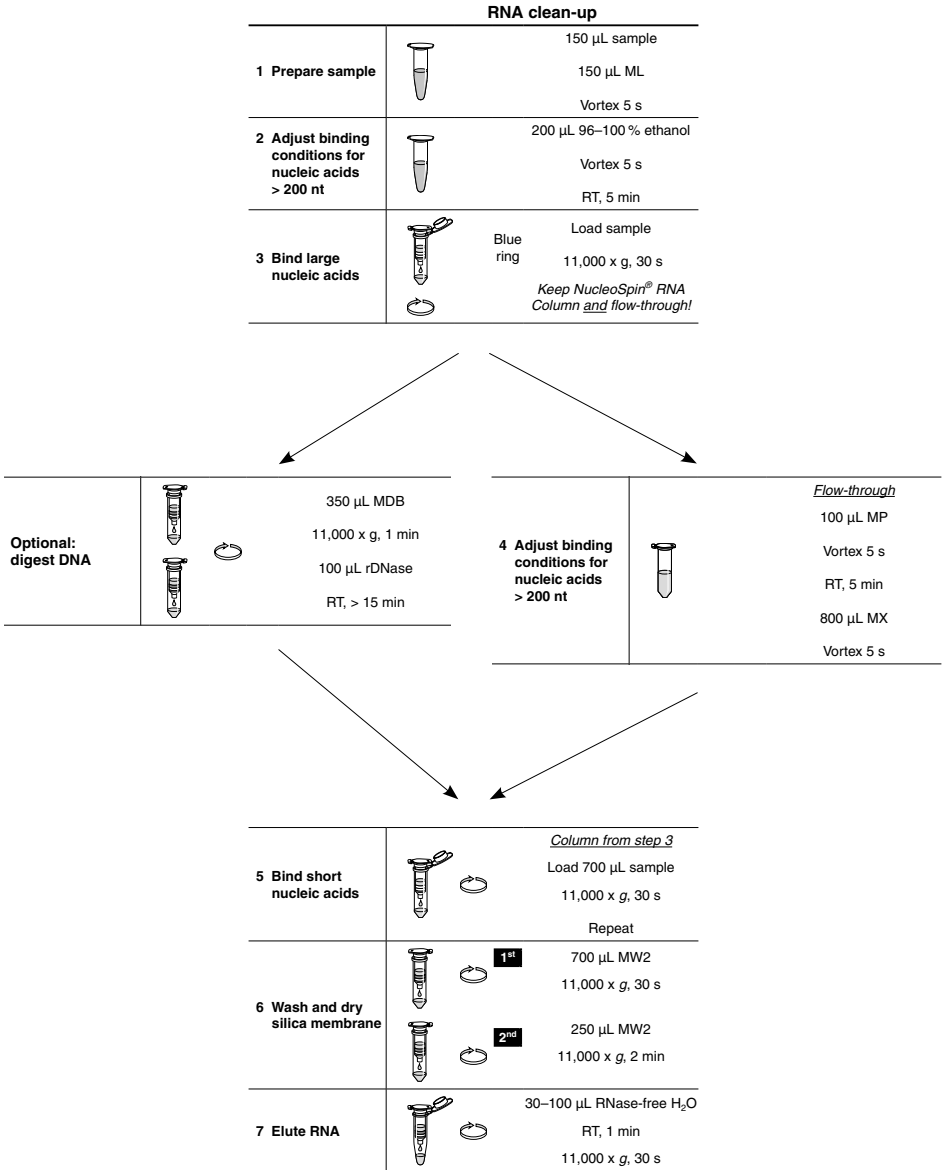 RNA clean-up
1 Prepare sample
150 µL sample
150 µL ML
Vortex 5 s
2 Adjust binding
conditions for
nucleic acids
> 200 nt
200 µL 96–100 % ethanol
Vortex 5 s
RT, 5 min
3 Bind large
nucleic acids
Blue
ring
Load sample
11,000 x g, 30 s
Keep NucleoSpin® RNA
Column and flow-through!
Optional:
digest DNA
350 µL MDB
11,000 x g, 1 min
100 µL rDNase
RT, > 15 min
4 Adjust binding
conditions for
nucleic acids
> 200 nt
Flow-through
100 µL MP
Vortex 5 s
RT, 5 min
800 µL MX
Vortex 5 s
5 Bind short
nucleic acids
Column from step 3
Load 700 µL sample
11,000 x g, 30 s
Repeat
6 Wash and dry
silica membrane
1st
700 µL MW2
11,000 x g, 30 s
2nd
250 µL MW2
11,000 x g, 2 min
7 Elute RNA
30–100 µL RNase-free H₂O
RT, 1 min
11,000 x g, 30 s